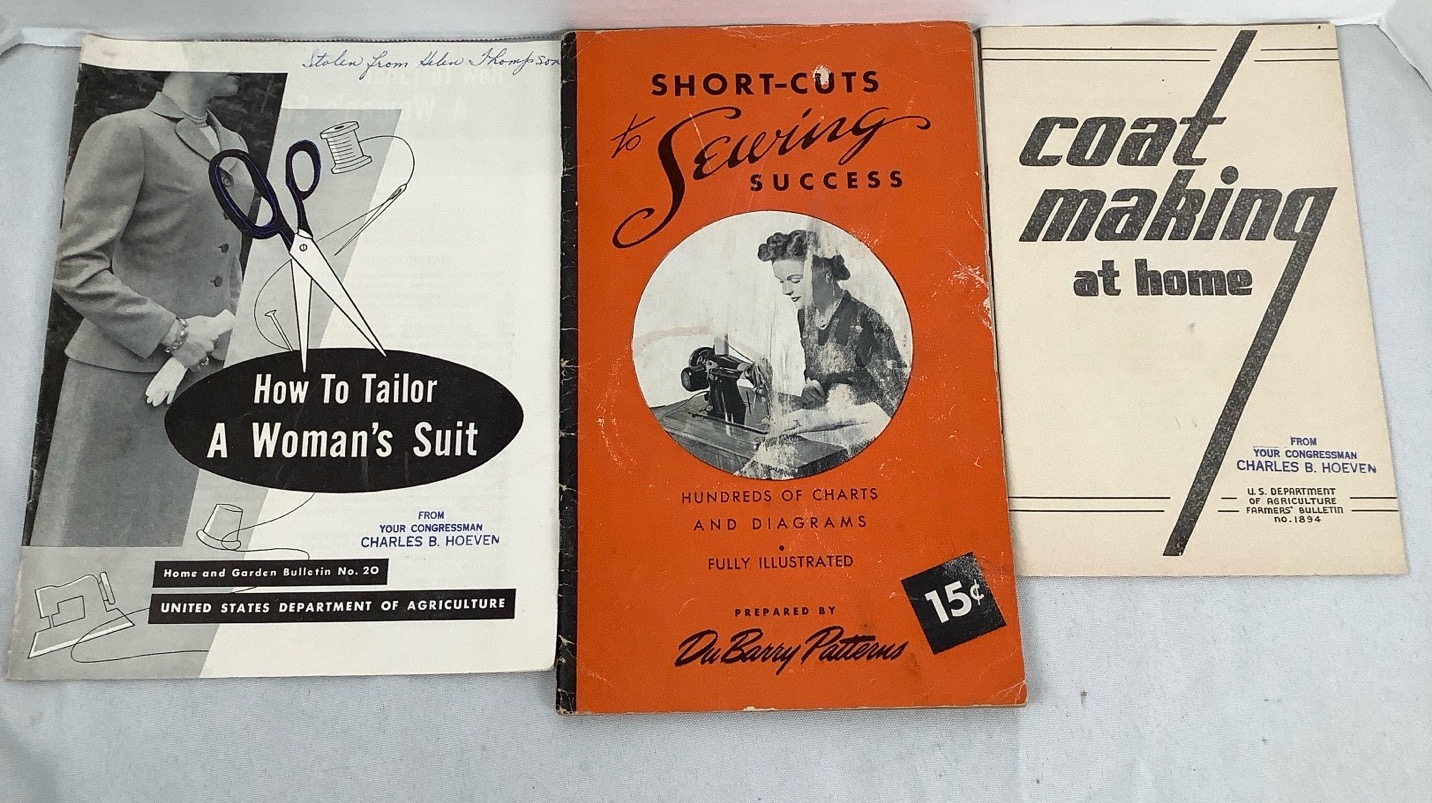 Stolen from Helen Thompson
How To Tailor
A Woman's Suit
FROM
YOUR CONGRESSMAN
CHARLES B. HOEVEN
Home and Garden Bulletin No. 20
UNITED STATES DEPARTMENT OF AGRICULTURE
SHORT-CUTS
to Sewing
SUCCESS
HUNDREDS OF CHARTS
AND DIAGRAMS
•
FULLY ILLUSTRATED
15¢
PREPARED BY
Du Barry Patterns
coat
making
at home
FROM
YOUR CONGRESSMAN
CHARLES B. HOEVEN
U.S. DEPARTMENT
OF AGRICULTURE
FARMERS' BULLETIN
no. 1894